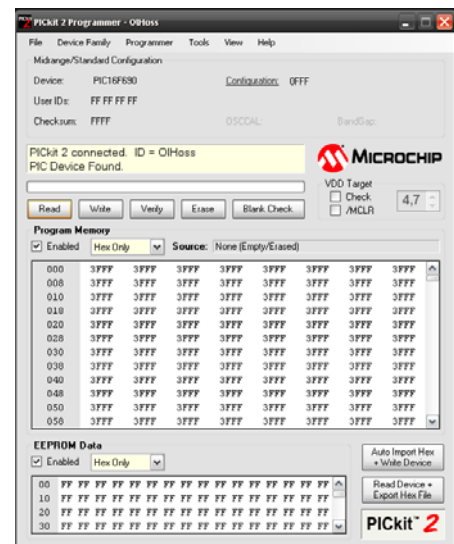 PICkit 2 Programmer - OlHoss
File Device Family Programmer Tools View Help
Midrange/Standard Configuration
Device: PIC16F690 Configuration: 0FFF
User IDs: FF FF FF FF
Checksum: FFFF OSCCAL: BandGap:
PICkit 2 connected. ID = OlHoss
PIC Device Found.
MICROCHIP
VDD Target
Check
/MCLR
4,7
Read Write Verify Erase Blank Check
Program Memory
Enabled Hex Only Source: None (Empty/Erased)
000 3FFF 3FFF 3FFF 3FFF 3FFF 3FFF 3FFF 3FFF
008 3FFF 3FFF 3FFF 3FFF 3FFF 3FFF 3FFF 3FFF
010 3FFF 3FFF 3FFF 3FFF 3FFF 3FFF 3FFF 3FFF
018 3FFF 3FFF 3FFF 3FFF 3FFF 3FFF 3FFF 3FFF
020 3FFF 3FFF 3FFF 3FFF 3FFF 3FFF 3FFF 3FFF
028 3FFF 3FFF 3FFF 3FFF 3FFF 3FFF 3FFF 3FFF
030 3FFF 3FFF 3FFF 3FFF 3FFF 3FFF 3FFF 3FFF
038 3FFF 3FFF 3FFF 3FFF 3FFF 3FFF 3FFF 3FFF
040 3FFF 3FFF 3FFF 3FFF 3FFF 3FFF 3FFF 3FFF
048 3FFF 3FFF 3FFF 3FFF 3FFF 3FFF 3FFF 3FFF
050 3FFF 3FFF 3FFF 3FFF 3FFF 3FFF 3FFF 3FFF
058 3FFF 3FFF 3FFF 3FFF 3FFF 3FFF 3FFF 3FFF
EEPROM Data
Enabled Hex Only
00 FF FF FF FF FF FF FF FF FF FF FF FF FF FF FF FF
10 FF FF FF FF FF FF FF FF FF FF FF FF FF FF FF FF
20 FF FF FF FF FF FF FF FF FF FF FF FF FF FF FF FF
30 FF FF FF FF FF FF FF FF FF FF FF FF FF FF FF FF
Auto Import Hex
+ Write Device
Read Device +
Export Hex File
PICkit™ 2